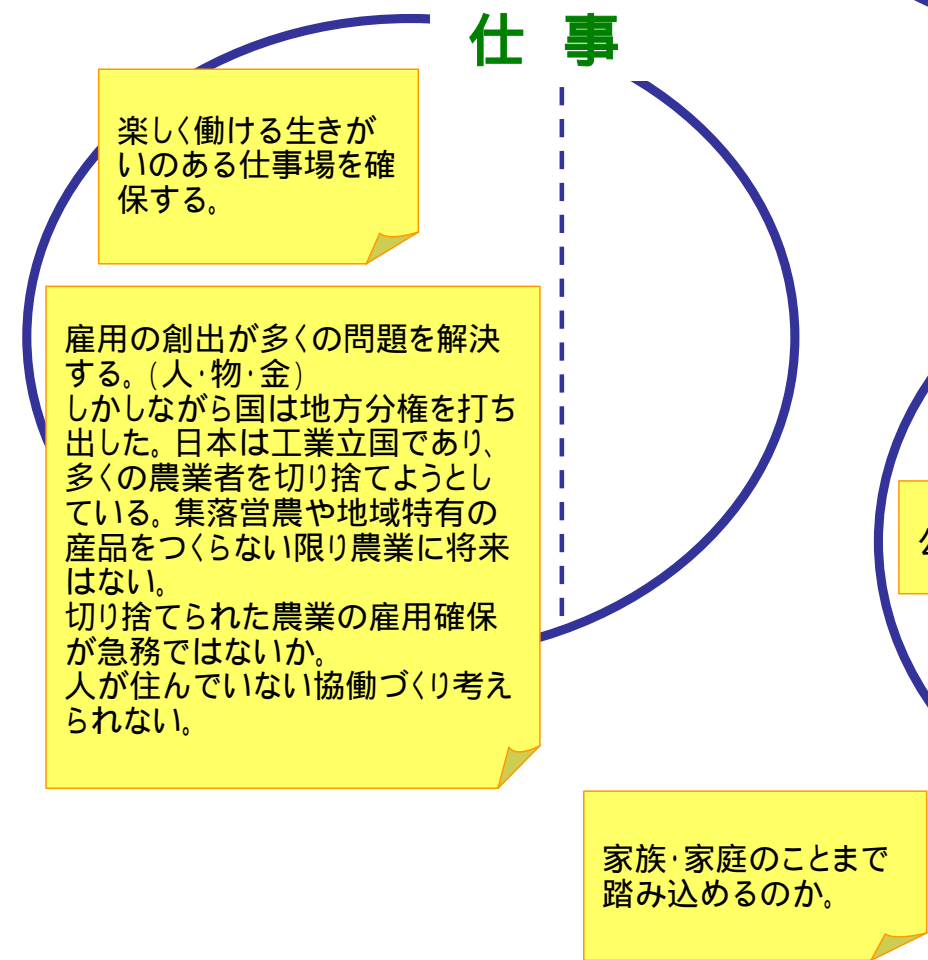 仕 事
楽しく働ける生きが
いのある仕事場を確
保する。
雇用の創出が多くの問題を解決
する。(人・物・金)
しかしながら国は地方分権を打ち
出した。日本は工業立国であり、
多くの農業者を切り捨てようとし
ている。集落営農や地域特有の
産品をつくらない限り農業に将来
はない。
切り捨てられた農業の雇用確保
が急務ではないか。
人が住んでいない協働づくり考え
られない。
家族・家庭のことまで
踏み込めるのか。